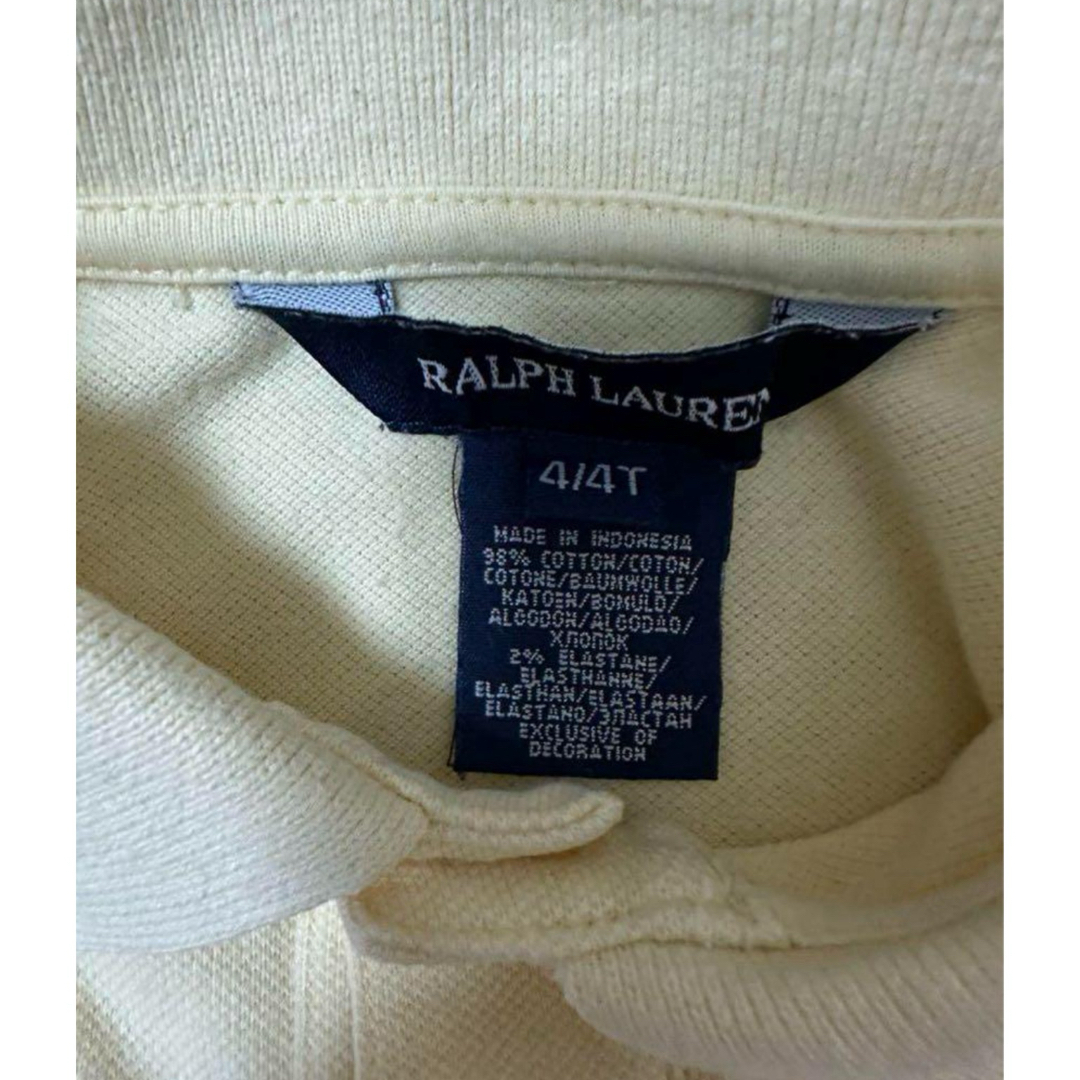 RALPH LAUREN
4/4T
MADE IN INDONESIA
98% COTTON/COTON/
COTONE/BAUMWOLLE/
KATOEN/BOMULD/
ALGODON/ALGODAO/
ХЛОПОК
2% ELASTANE/
ELASTHANNE/
ELASTHAN/ELASTAAN/
ELASTANO/ЭЛАСТАН
EXCLUSIVE OF
DECORATION